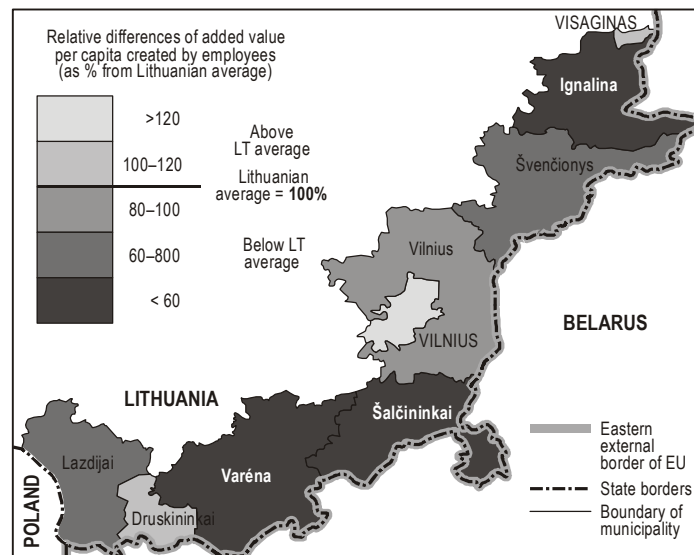 Relative differences of added value
per capita created by employees
(as % from Lithuanian average)
>120
100–120
80–100
60–800
< 60
Above
LT average
Lithuanian
average = 100%
Below LT
average
VISAGINAS
Ignalina
Švenčionys
Vilnius
VILNIUS
BELARUS
LITHUANIA
Šalčininkai
Lazdijai
Varéna
Druskininkai
POLAND
Eastern
external
border of EU
State borders
Boundary of
municipality